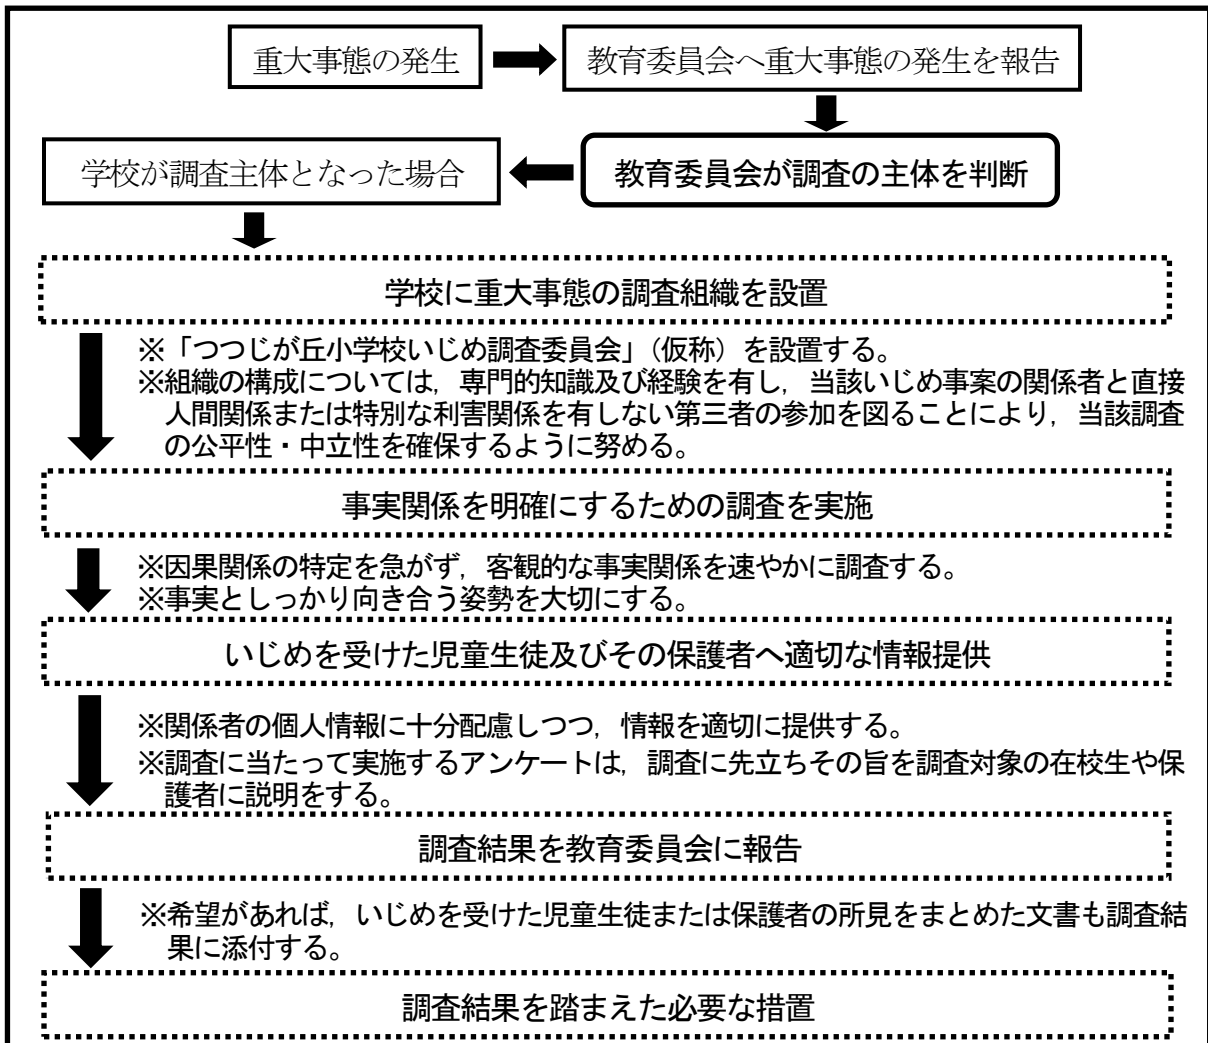 重大事態の発生
教育委員会へ重大事態の発生を報告
教育委員会が調査の主体を判断
学校が調査主体となった場合
学校に重大事態の調査組織を設置
※「つつじが丘小学校いじめ調査委員会」(仮称)を設置する。
※組織の構成については,専門的知識及び経験を有し,当該いじめ事案の関係者と直接
人間関係または特別な利害関係を有しない第三者の参加を図ることにより,当該調査
の公平性・中立性を確保するように努める。
事実関係を明確にするための調査を実施
※因果関係の特定を急がず,客観的な事実関係を速やかに調査する。
※事実としっかり向き合う姿勢を大切にする。
いじめを受けた児童生徒及びその保護者へ適切な情報提供
※関係者の個人情報に十分配慮しつつ,情報を適切に提供する。
※調査に当たって実施するアンケートは,調査に先立ちその旨を調査対象の在校生や保
護者に説明をする。
調査結果を教育委員会に報告
※希望があれば,いじめを受けた児童生徒または保護者の所見をまとめた文書も調査結
果に添付する。
調査結果を踏まえた必要な措置